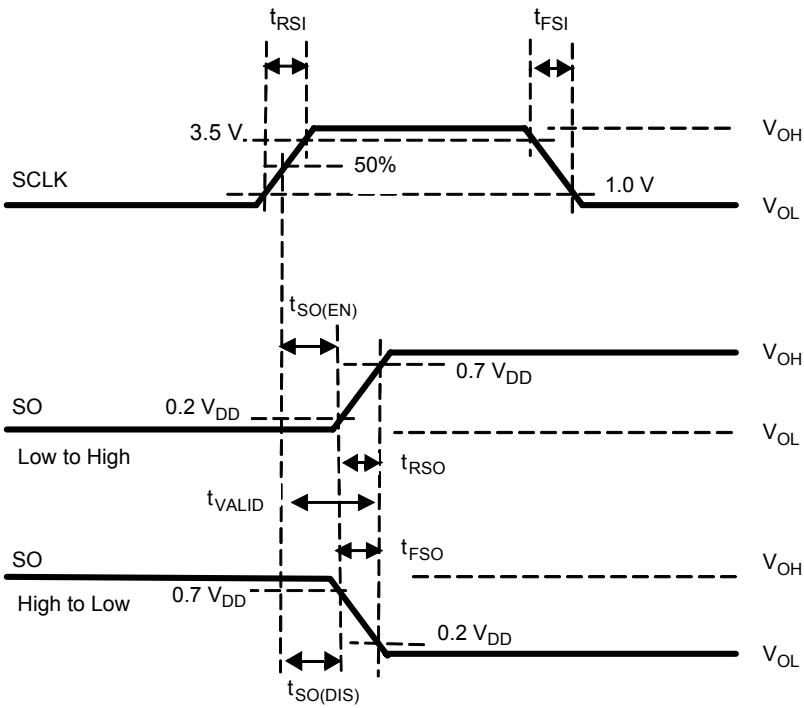 tRSI
tFSI
3.5 V
VOH
50%
SCLK
1.0 V
VOL
tSO(EN)
VOH
0.7 VDD
SO
0.2 VDD
VOL
Low to High
tRSO
tVALID
tFSO
SO
VOH
0.7 VDD
High to Low
0.2 VDD
VOL
tSO(DIS)